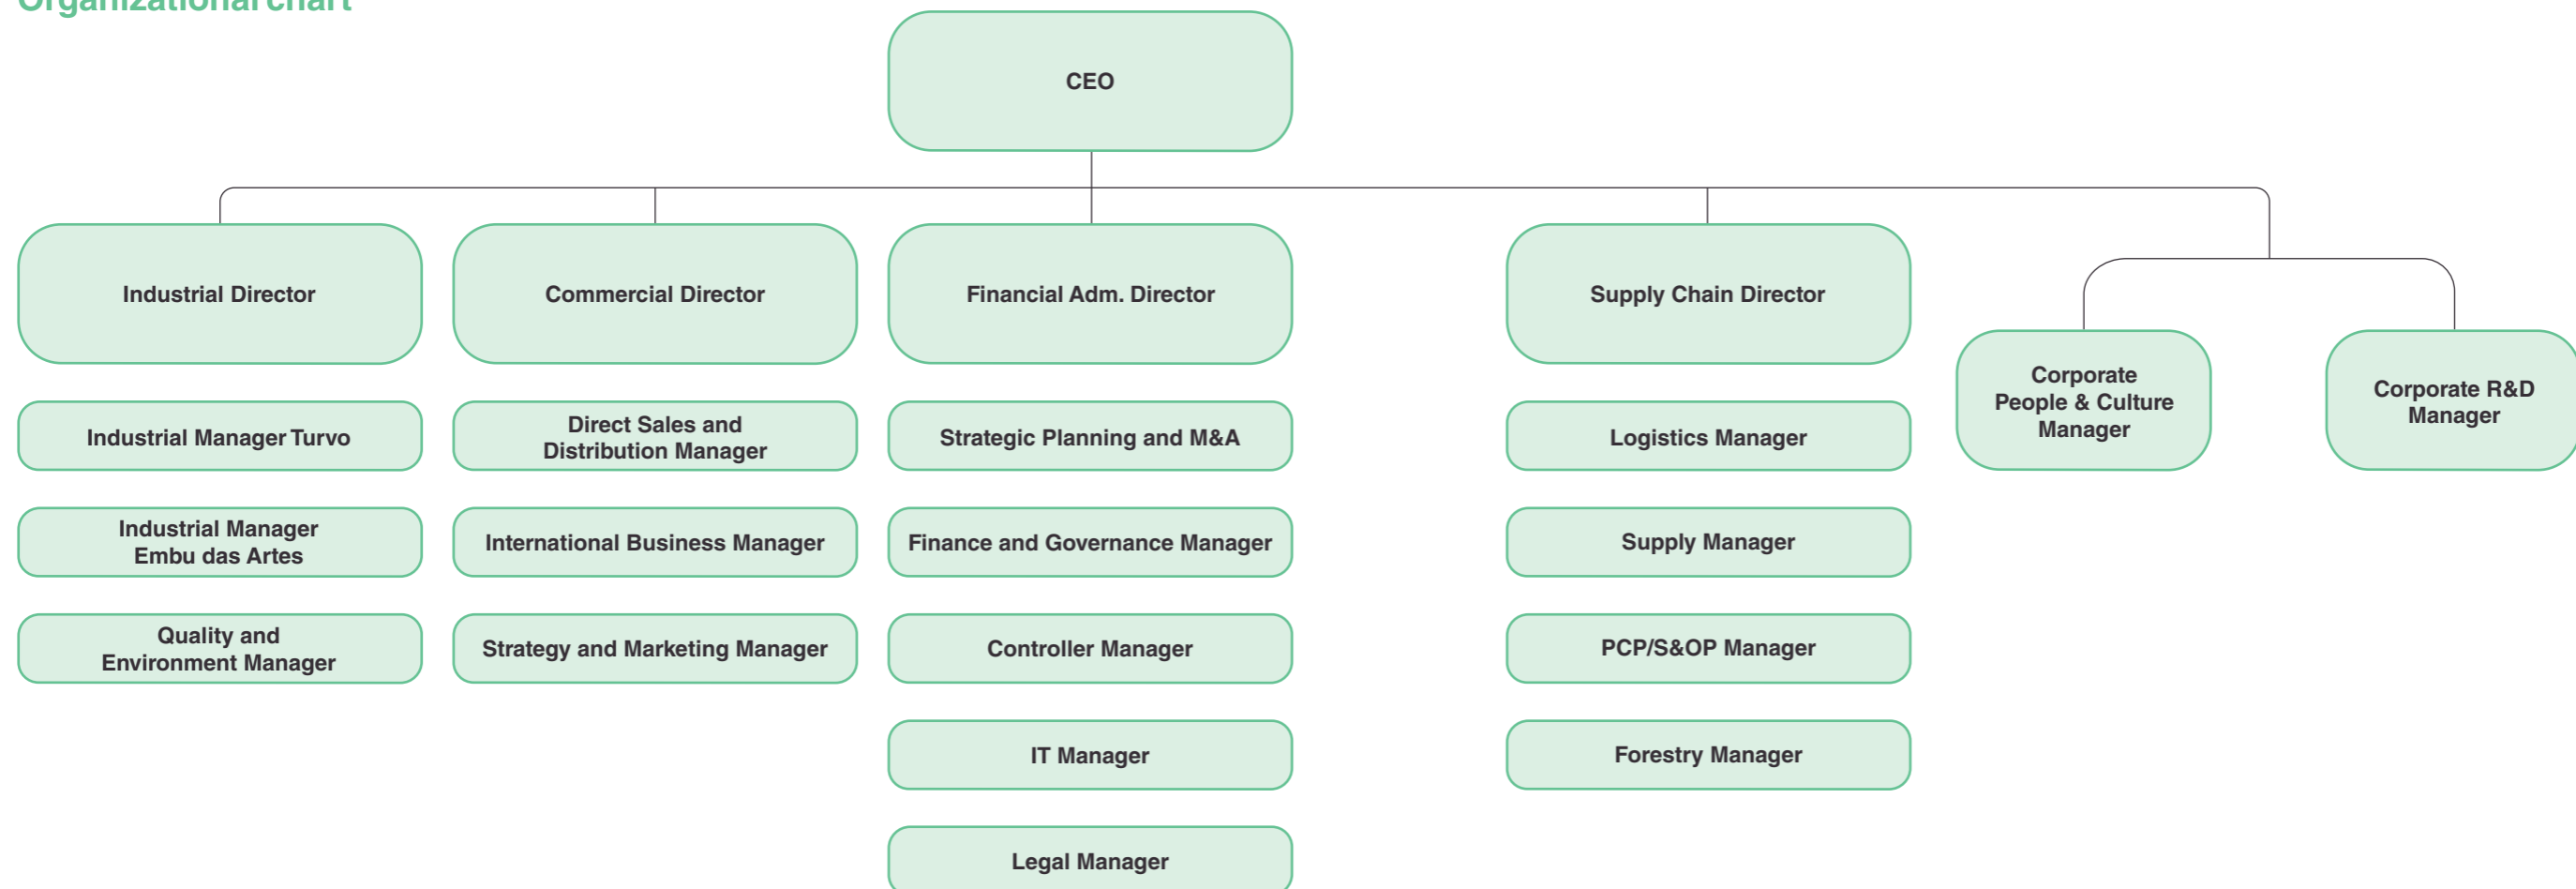 Organizational chart
CEO
Industrial Director
Commercial Director
Financial Adm. Director
Supply Chain Director
Corporate
People & Culture
Manager
Corporate R&D
Manager
Industrial Manager Turvo
Direct Sales and
Distribution Manager
Strategic Planning and M&A
Logistics Manager
Industrial Manager
Embu das Artes
International Business Manager
Finance and Governance Manager
Supply Manager
Quality and
Environment Manager
Strategy and Marketing Manager
Controller Manager
PCP/S&OP Manager
IT Manager
Forestry Manager
Legal Manager